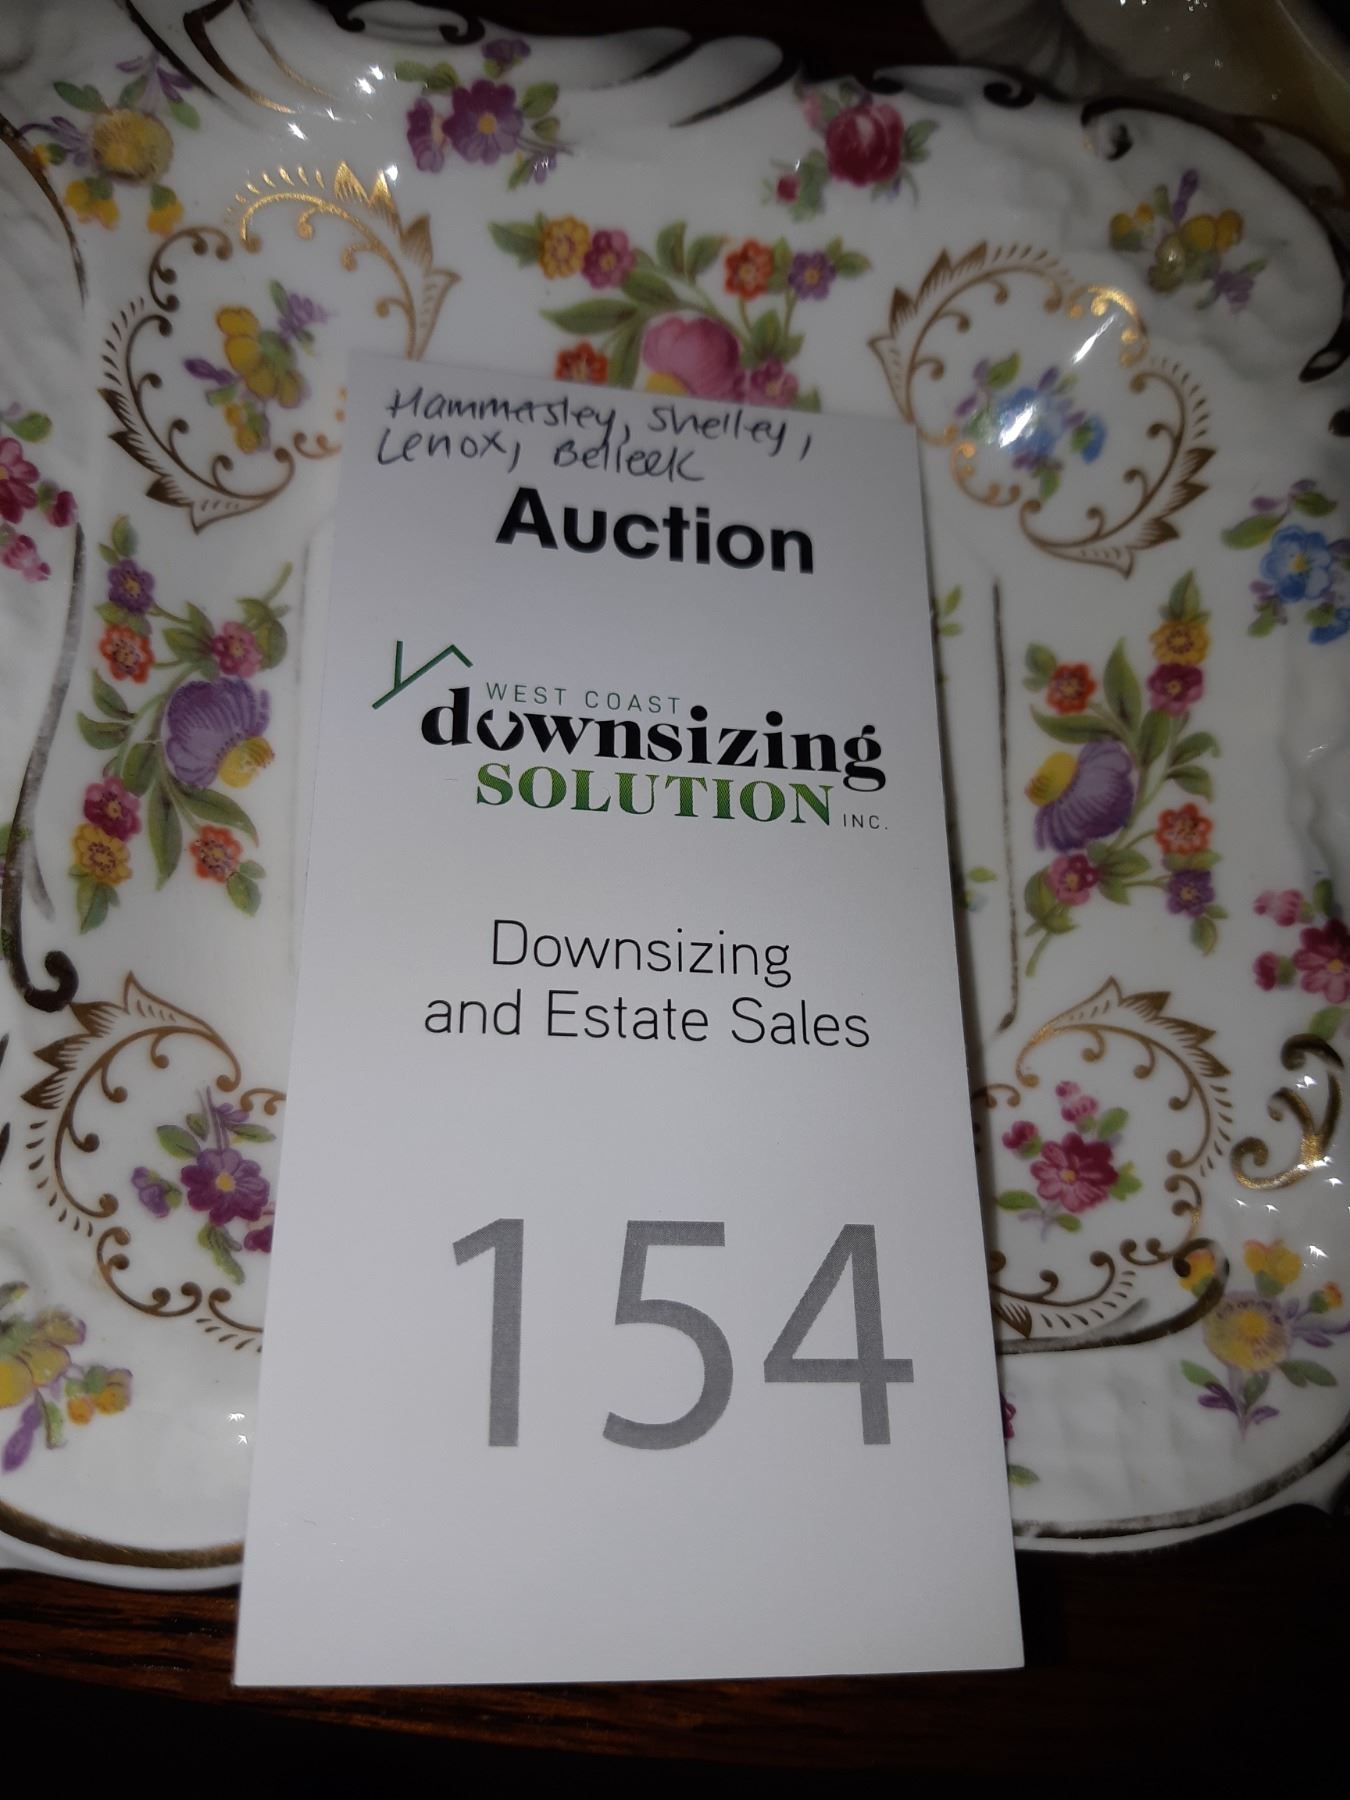 Hammersley, Shelley,
Lenox, Belleek
Auction
WEST COAST
downsizing
SOLUTION INC.
Downsizing
and Estate Sales
154